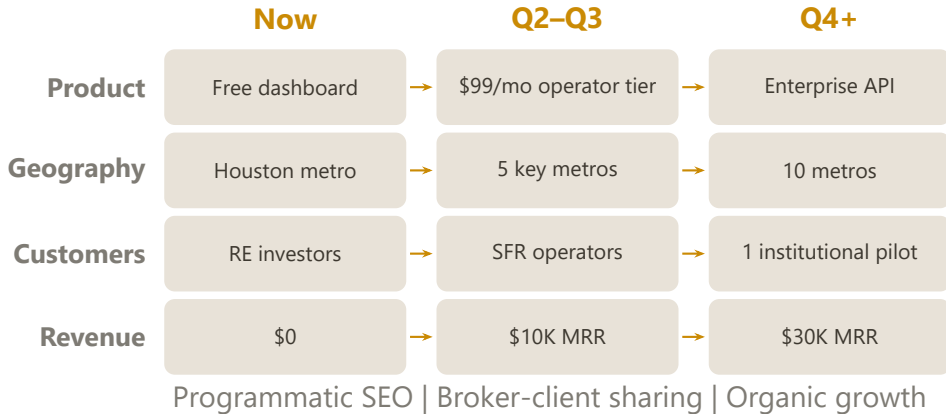 Now Q2–Q3 Q4+
Product Free dashboard $99/mo operator tier Enterprise API
Geography Houston metro 5 key metros 10 metros
Customers RE investors SFR operators 1 institutional pilot
Revenue $0 $10K MRR $30K MRR
Programmatic SEO | Broker-client sharing | Organic growth